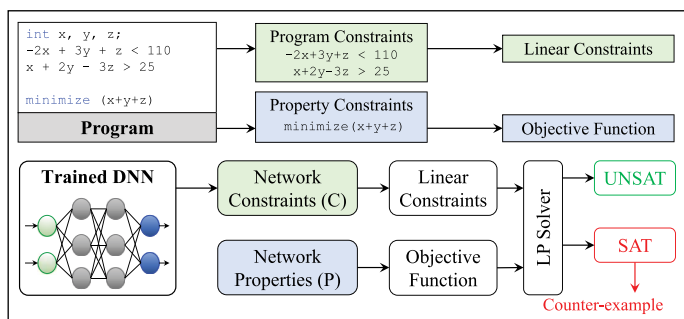 int x, y, z;
-2x + 3y + z < 110
x + 2y - 3z > 25
minimize (x+y+z)
Program
Program Constraints
-2x+3y+z < 110
x+2y-3z > 25
Linear Constraints
Property Constraints
minimize(x+y+z)
Objective Function
Trained DNN
Network
Constraints (C)
Linear
Constraints
LP Solver
UNSAT
Network
Properties (P)
Objective
Function
SAT
Counter-example